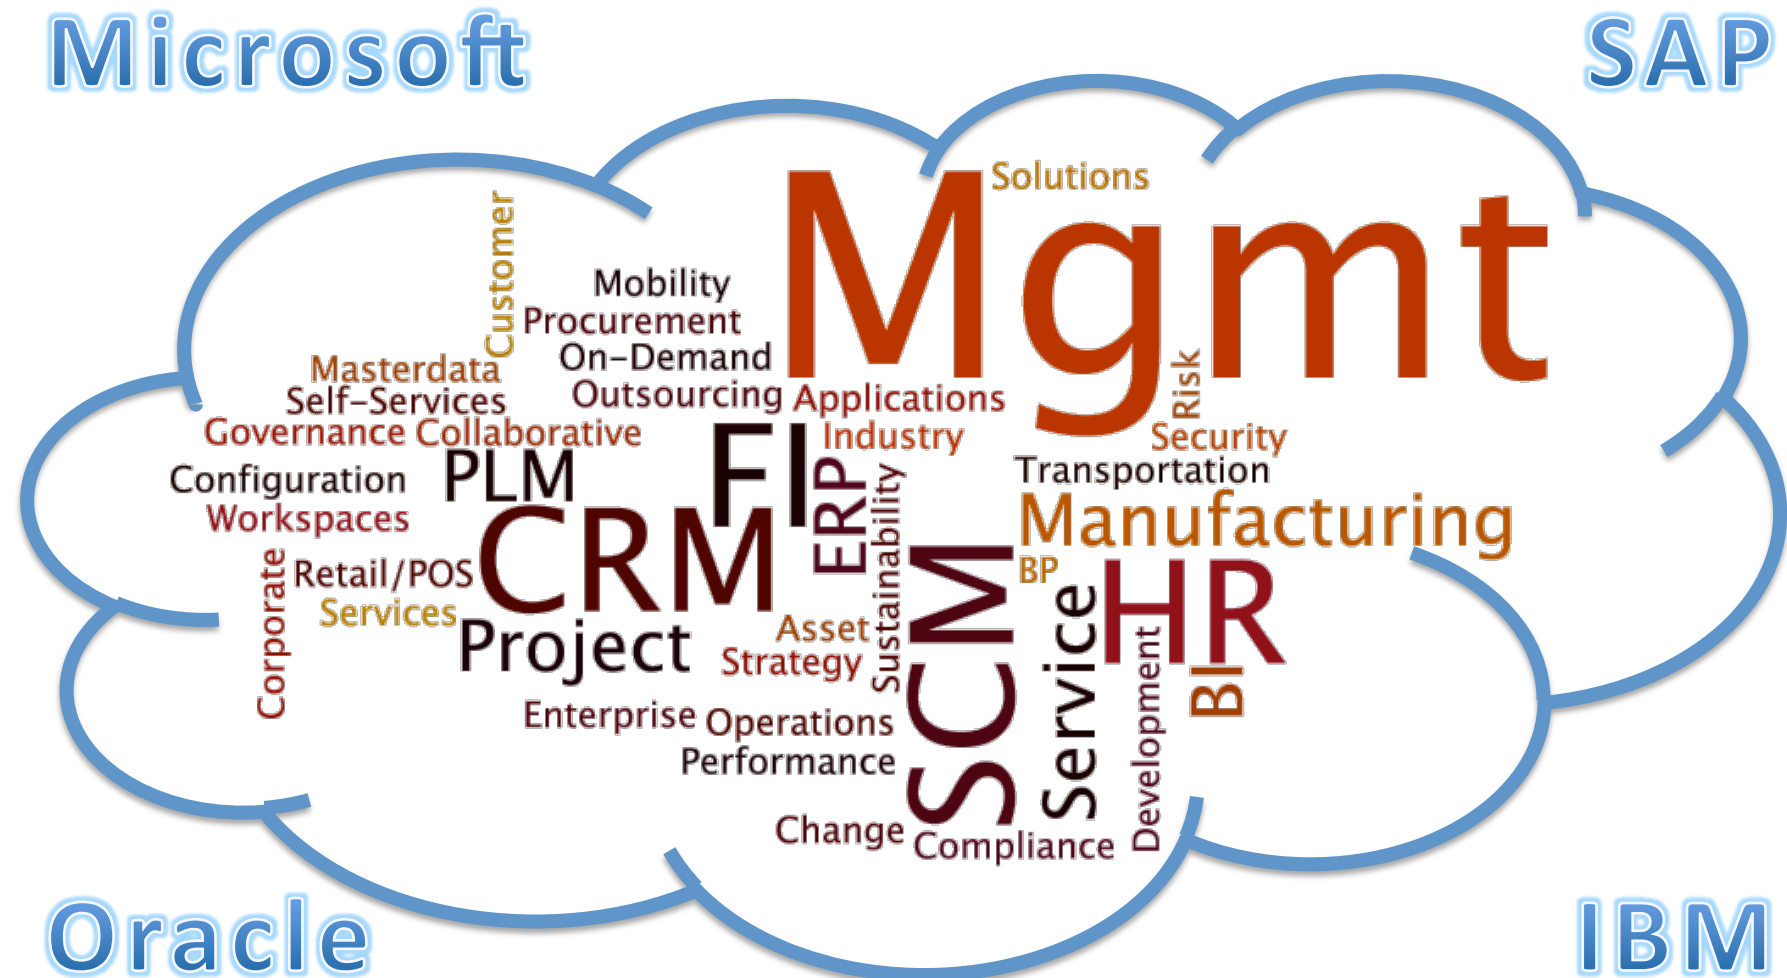 Microsoft
SAP
Solutions
Mgmt
Customer
Mobility
Procurement
On-Demand
Masterdata
Outsourcing
Applications
Risk
Self-Services
Governance
Collaborative
Industry
Security
FI
PLM
Configuration
ERP
Sustainability
Transportation
Workspaces
CRM
Manufacturing
Corporate
Retail/POS
SCM
BP
HR
Services
Project
Asset
Service
Strategy
Development
BI
Enterprise
Operations
Performance
Change
Compliance
Oracle
IBM